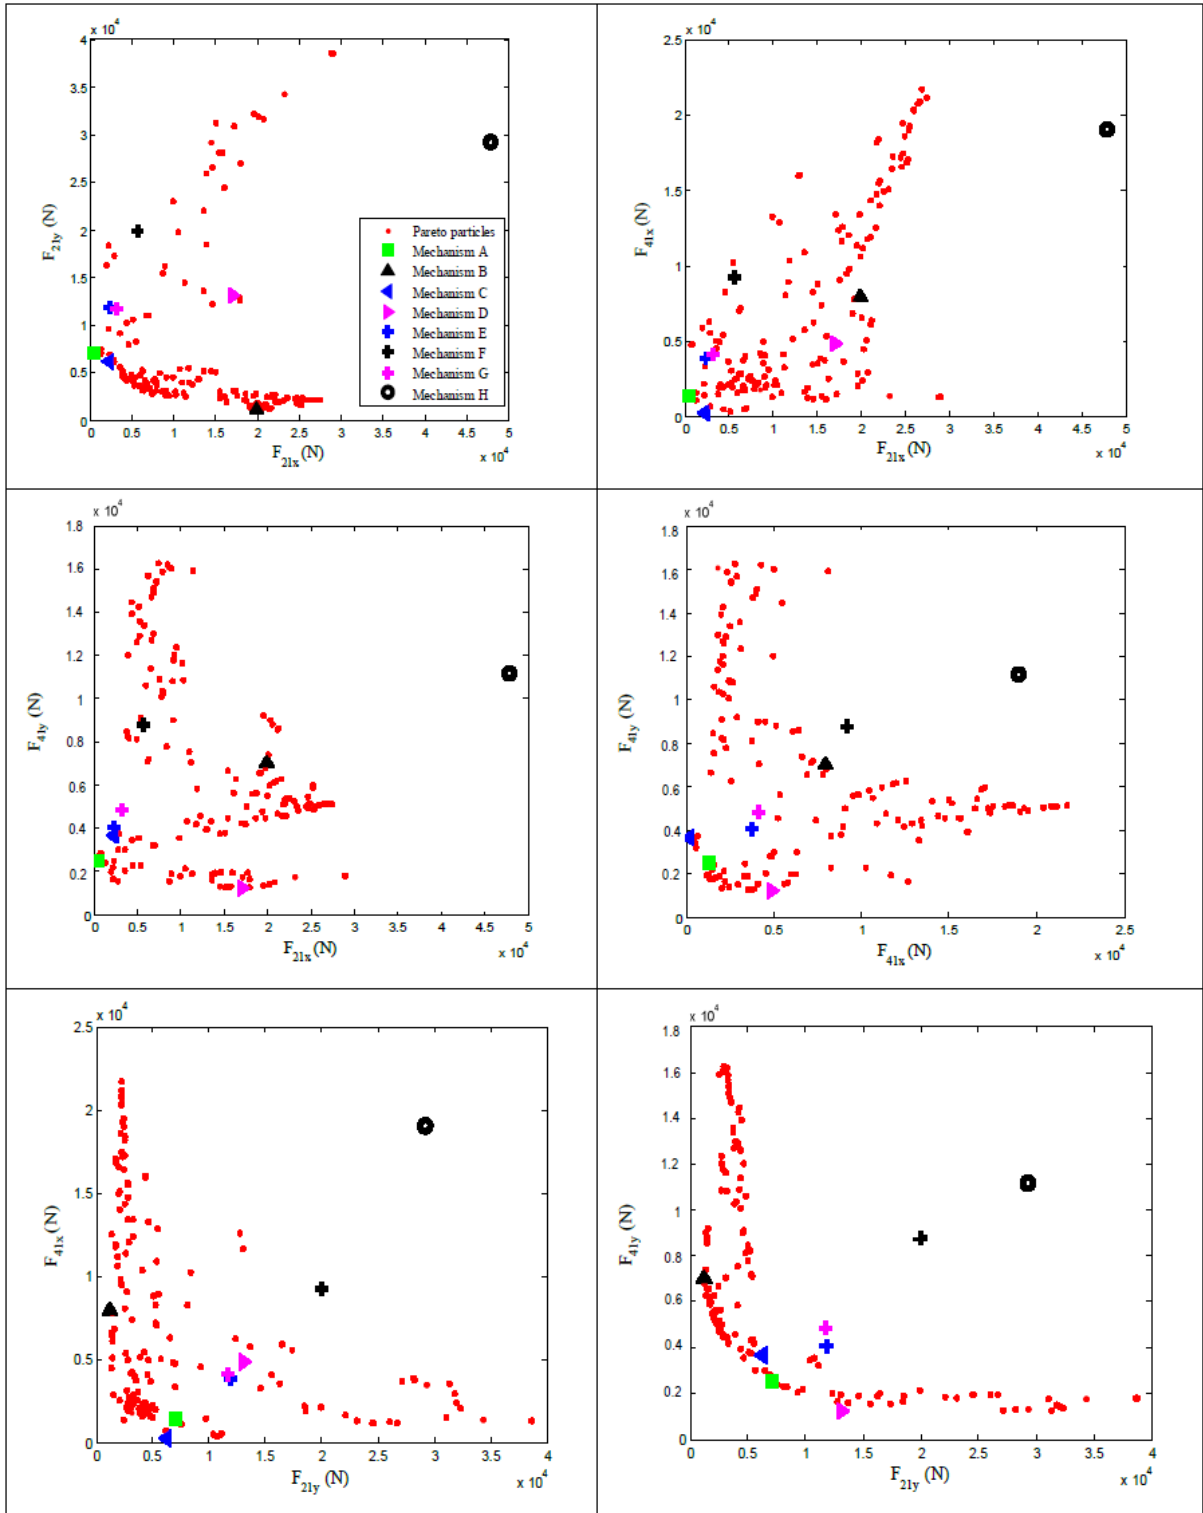 x 10^4
4
3.5
3
2.5
2
1.5
1
0.5
0
F21y (N)
Pareto particles
Mechanism A
Mechanism B
Mechanism C
Mechanism D
Mechanism E
Mechanism F
Mechanism G
Mechanism H
0 0.5 1 1.5 2 2.5 3 3.5 4 4.5 5
F21x (N)
x 10^4
x 10^4
2.5
2
1.5
1
0.5
0
F41x (N)
0 0.5 1 1.5 2 2.5 3 3.5 4 4.5 5
F21x (N)
x 10^4
x 10^4
1.8
1.6
1.4
1.2
1
0.8
0.6
0.4
0.2
0
F41y (N)
0 0.5 1 1.5 2 2.5 3 3.5 4 4.5 5
F21x (N)
x 10^4
x 10^4
1.8
1.6
1.4
1.2
1
0.8
0.6
0.4
0.2
0
F41y (N)
0 0.5 1 1.5 2 2.5
F41x (N)
x 10^4
x 10^4
2.5
2
1.5
1
0.5
0
F41x (N)
0 0.5 1 1.5 2 2.5 3 3.5 4
F21y (N)
x 10^4
x 10^4
1.8
1.6
1.4
1.2
1
0.8
0.6
0.4
0.2
0
F41y (N)
0 0.5 1 1.5 2 2.5 3 3.5 4
F21y (N)
x 10^4